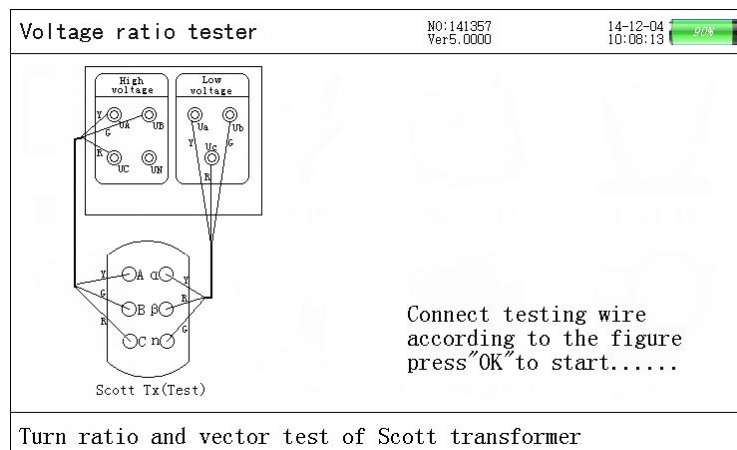 Voltage ratio tester
NO:141357
Ver5.0000
14-12-04
10:08:13
90%
High
voltage
Low
voltage
Y
UA
G
UB
R
UC
UN
Ua
Ub
Y
Uc
G
R
Y
A
α
Y
G
B
β
R
R
C
n
G
Scott Tx(Test)
Connect testing wire
according to the figure
press"OK"to start......
Turn ratio and vector test of Scott transformer